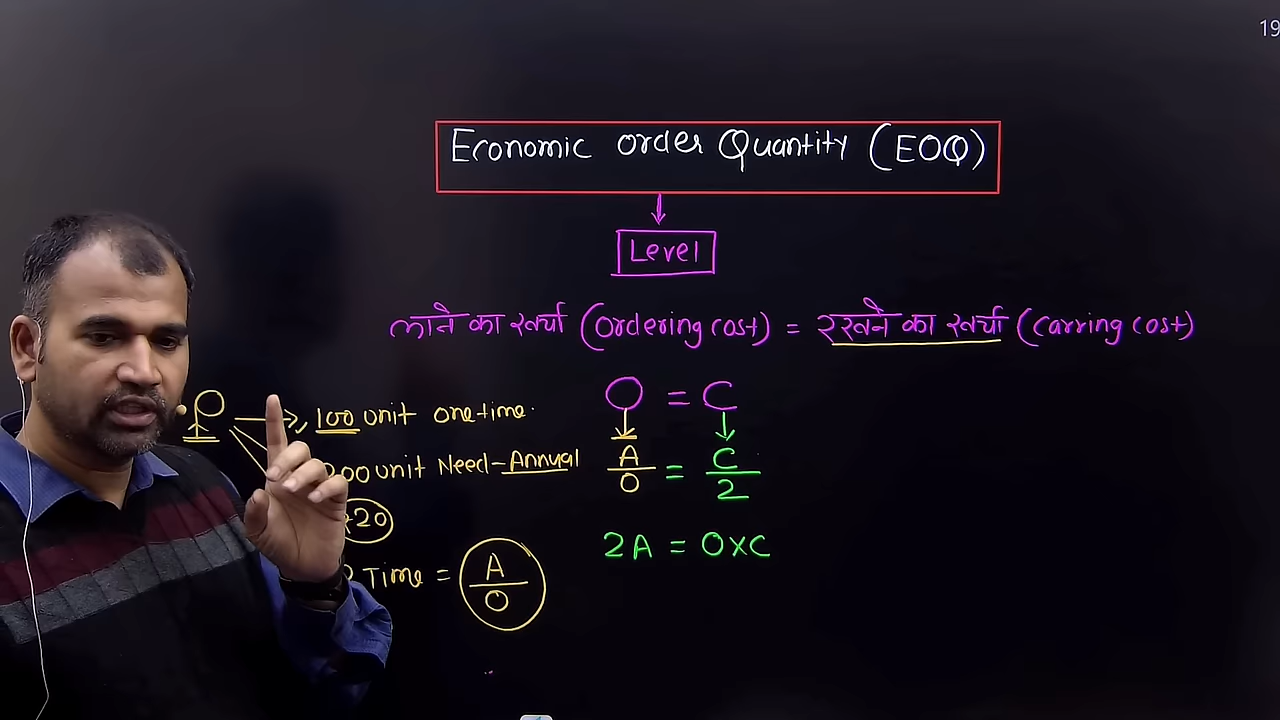 19
Economic order Quantity (EOQ)
Level
लाने का खर्चा (ordering cost) = रखने का खर्चा (carring cost)
O = C
100 unit one time.
unit Need - Annual
A/O = C/2
20
2A = O×C
Time = A/O